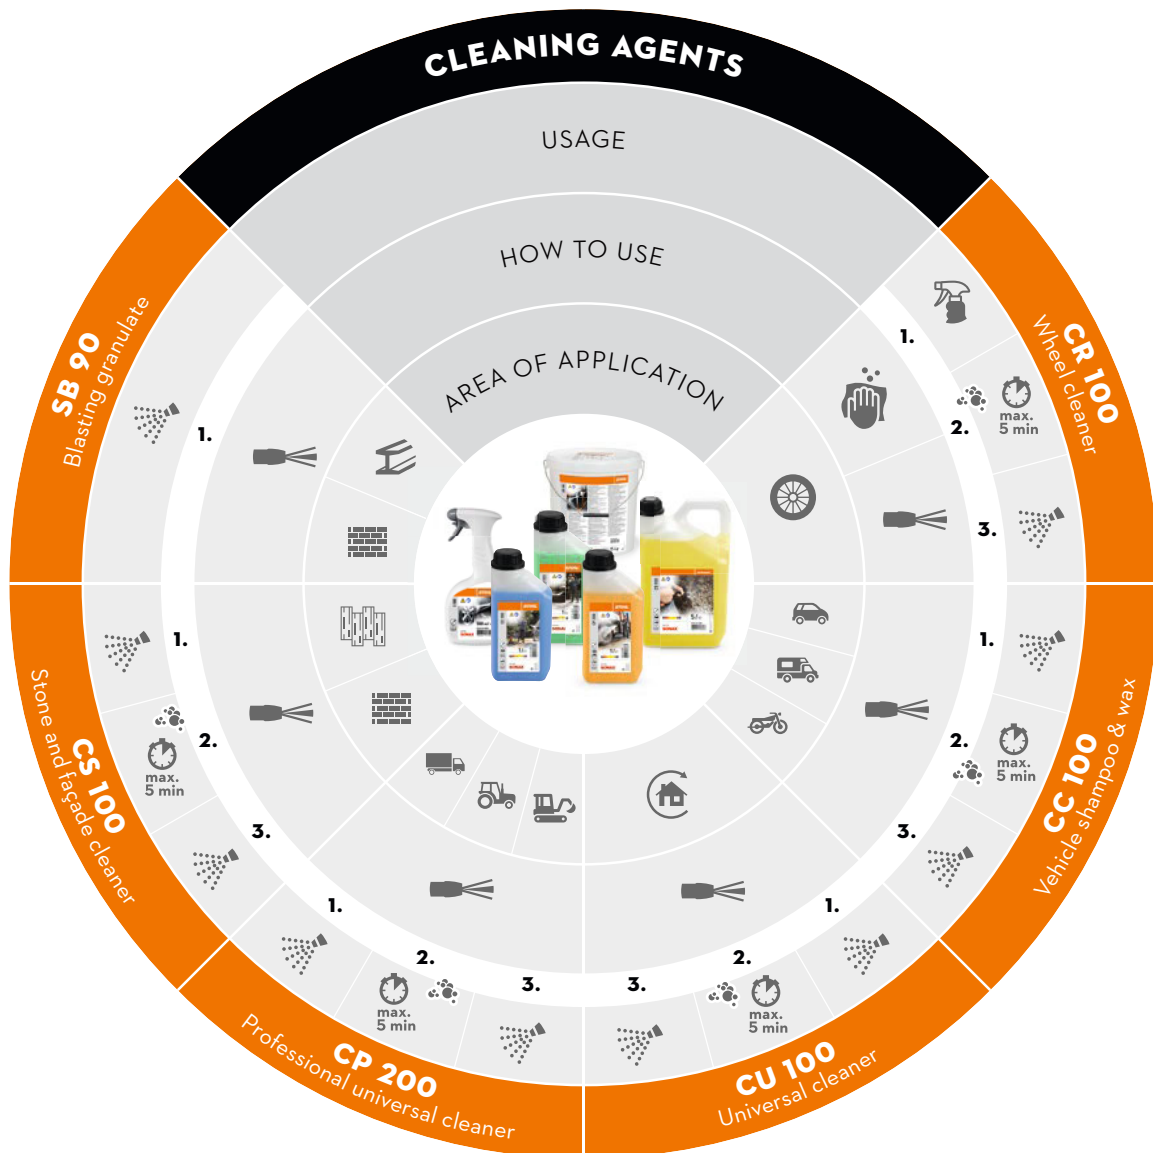 CLEANING AGENTS
USAGE
HOW TO USE
AREA OF APPLICATION
CR 100
Wheel cleaner
1.
2.
max.
5 min
3.
CC 100
Vehicle shampoo & wax
1.
2.
max.
5 min
3.
CU 100
Universal cleaner
1.
2.
max.
5 min
3.
CP 200
Professional universal cleaner
1.
2.
max.
5 min
3.
CS 100
Stone and façade cleaner
1.
2.
max.
5 min
3.
SB 90
Blasting granulate
1.